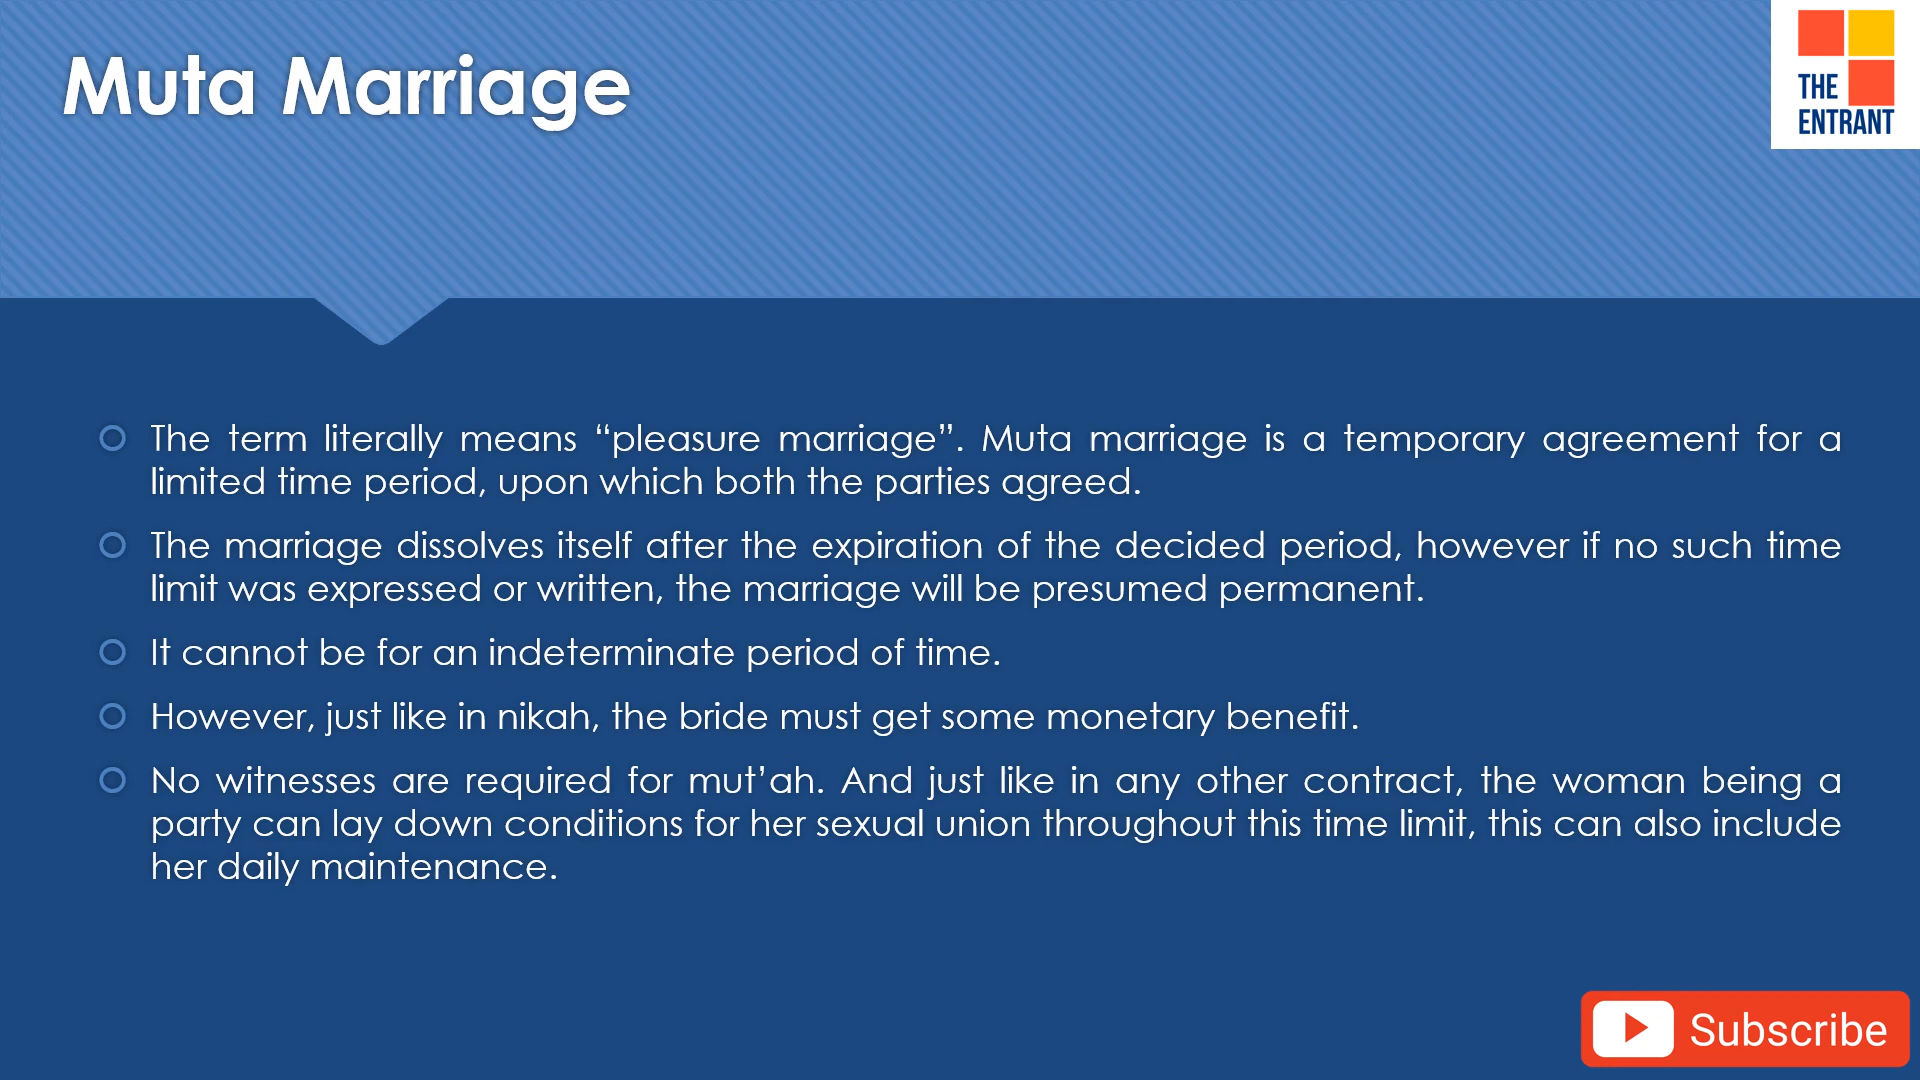 Muta Marriage
THE
ENTRANT
The term literally means “pleasure marriage”. Muta marriage is a temporary agreement for a
limited time period, upon which both the parties agreed.
The marriage dissolves itself after the expiration of the decided period, however if no such time
limit was expressed or written, the marriage will be presumed permanent.
It cannot be for an indeterminate period of time.
However, just like in nikah, the bride must get some monetary benefit.
No witnesses are required for mut’ah. And just like in any other contract, the woman being a
party can lay down conditions for her sexual union throughout this time limit, this can also include
her daily maintenance.
Subscribe